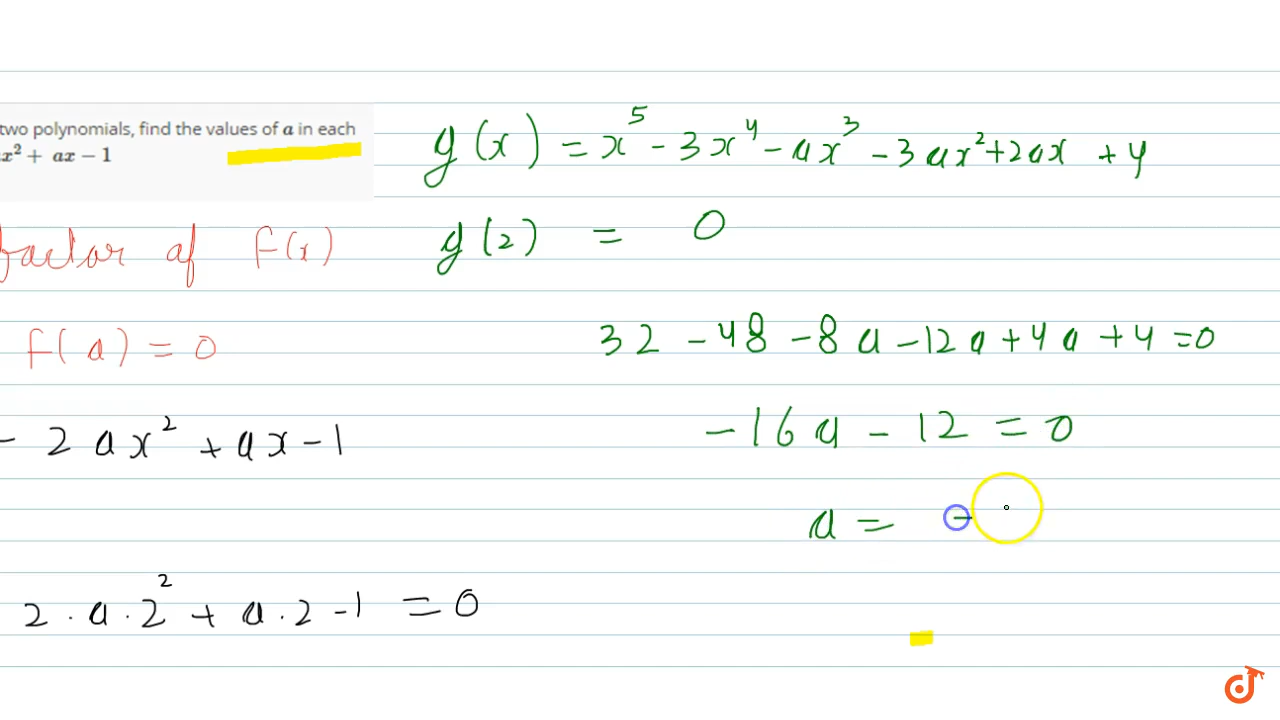 two polynomials, find the values of a in each
x² + ax − 1
factor of f(x)
f(a) = 0
- 2ax² + ax - 1
2 · a · 2² + a · 2 - 1 = 0
g(x) = x⁵ - 3x⁴ - ax³ - 3ax² + 2ax + 4
g(2) = 0
32 - 48 - 8a - 12a + 4a + 4 = 0
-16a - 12 = 0
a = -